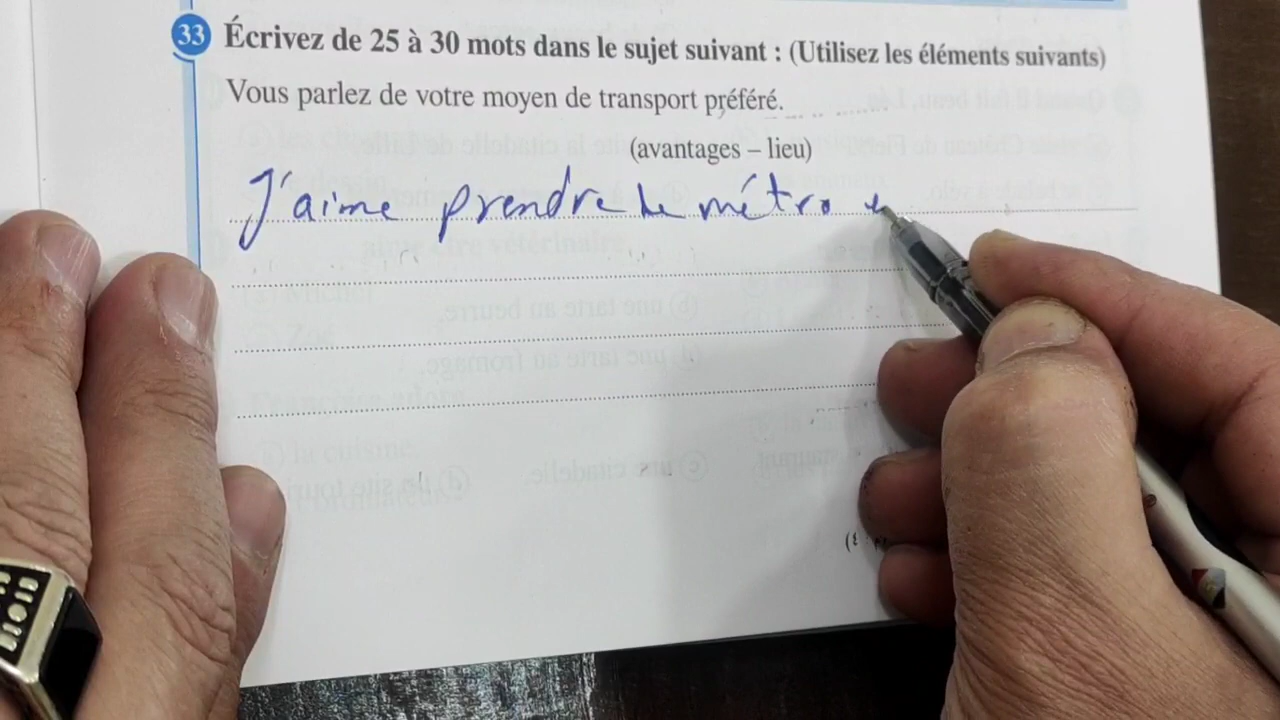 33 Écrivez de 25 à 30 mots dans le sujet suivant : (Utilisez les éléments suivants)
Vous parlez de votre moyen de transport préféré.
(avantages – lieu)
J'aime prendre le métro